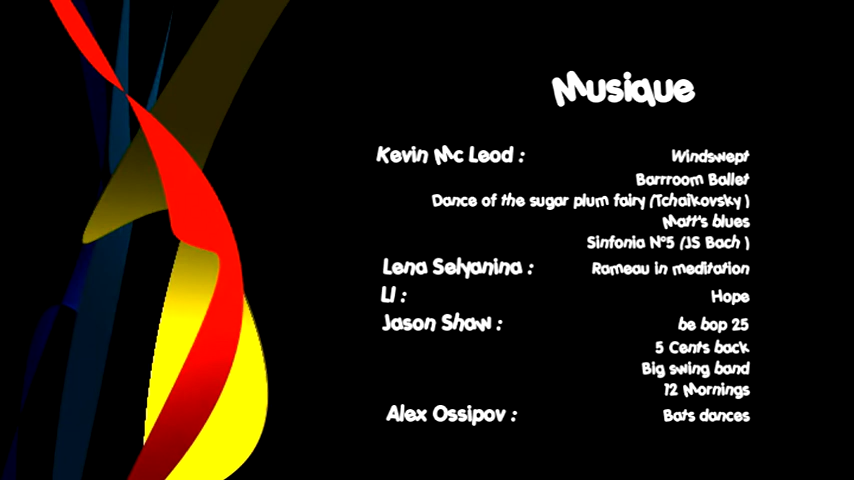 Musique
Kevin Mc Leod : Windswept
Barrroom Ballet
Dance of the sugar plum fairy (Tchaïkovsky )
Matt's blues
Sinfonia N°5 (JS Bach )
Lena Selyanina : Rameau in meditation
LI : Hope
Jason Shaw : be bop 25
5 Cents back
Big swing band
12 Mornings
Alex Ossipov : Bats dances